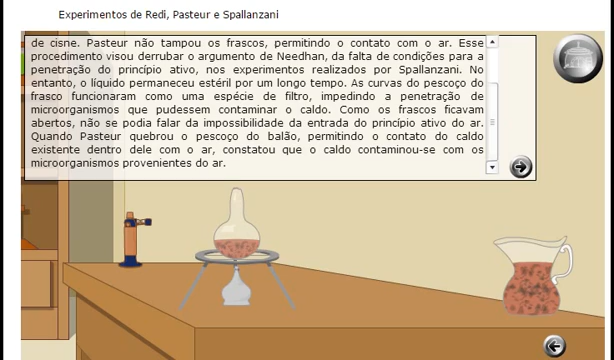 Experimentos de Redi, Pasteur e Spallanzani
de cisne. Pasteur não tampou os frascos, permitindo o contato com o ar. Esse
procedimento visou derrubar o argumento de Needhan, da falta de condições para a
penetração do princípio ativo, nos experimentos realizados por Spallanzani. No
entanto, o líquido permaneceu estéril por um longo tempo. As curvas do pescoço do
frasco funcionaram como uma espécie de filtro, impedindo a penetração de
microorganismos que pudessem contaminar o caldo. Como os frascos ficavam
abertos, não se podia falar da impossibilidade da entrada do princípio ativo do ar.
Quando Pasteur quebrou o pescoço do balão, permitindo o contato do caldo
existente dentro dele com o ar, constatou que o caldo contaminou-se com os
microorganismos provenientes do ar.